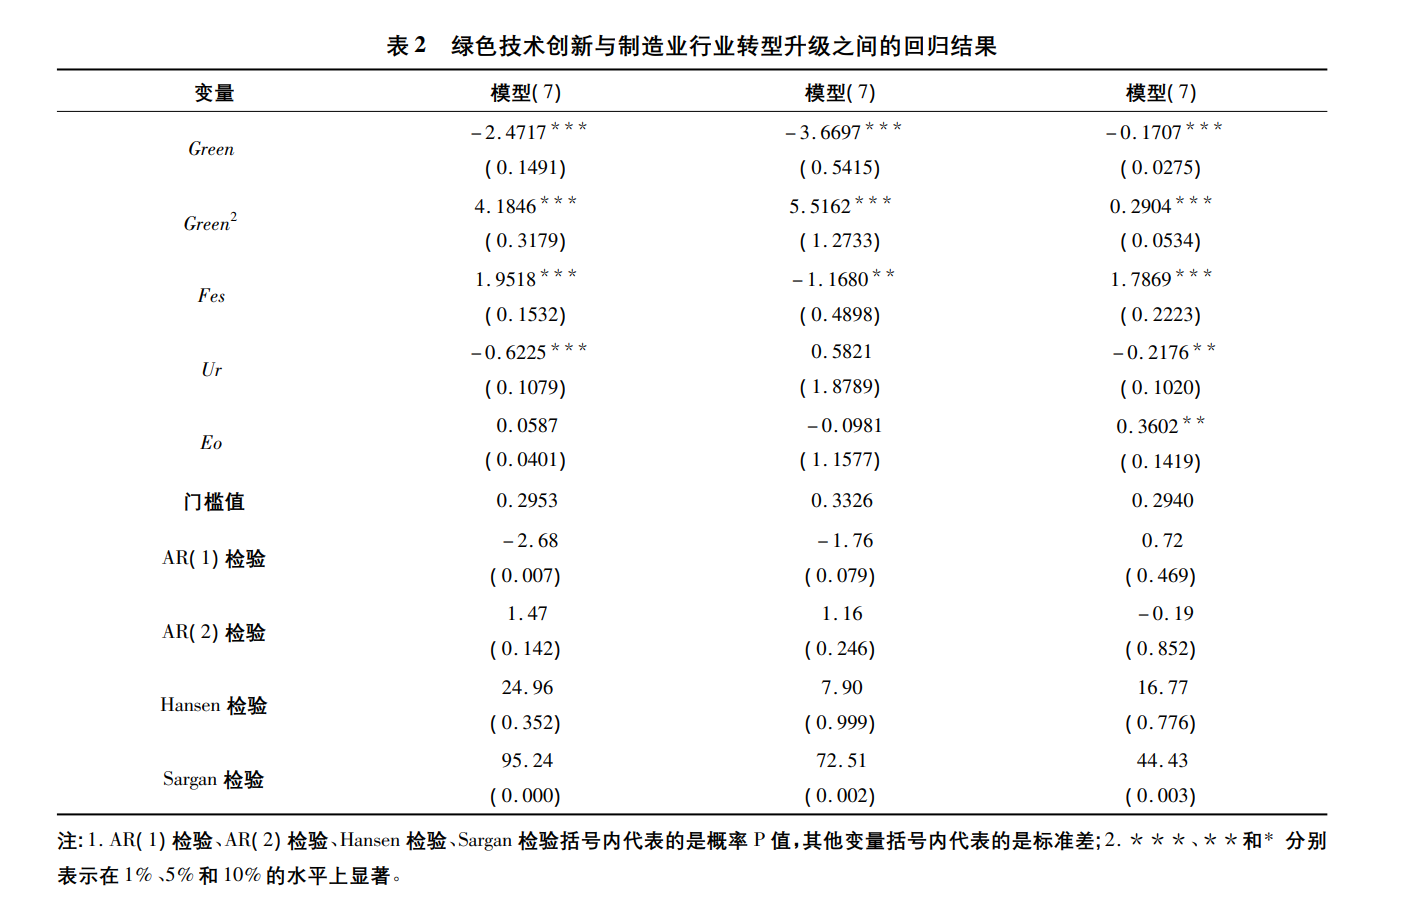 表 2 绿色技术创新与制造业行业转型升级之间的回归结果
变量 模型(7) 模型(7) 模型(7)
Green -2.4717*** -3.6697*** -0.1707***
(0.1491) (0.5415) (0.0275)
Green² 4.1846*** 5.5162*** 0.2904***
(0.3179) (1.2733) (0.0534)
Fes 1.9518*** -1.1680** 1.7869***
(0.1532) (0.4898) (0.2223)
Ur -0.6225*** 0.5821 -0.2176**
(0.1079) (1.8789) (0.1020)
Eo 0.0587 -0.0981 0.3602**
(0.0401) (1.1577) (0.1419)
门槛值 0.2953 0.3326 0.2940
AR(1)检验 -2.68 -1.76 0.72
(0.007) (0.079) (0.469)
AR(2)检验 1.47 1.16 -0.19
(0.142) (0.246) (0.852)
Hansen 检验 24.96 7.90 16.77
(0.352) (0.999) (0.776)
Sargan 检验 95.24 72.51 44.43
(0.000) (0.002) (0.003)
注:1. AR(1)检验、AR(2)检验、Hansen 检验、Sargan 检验括号内代表的是概率 P 值,其他变量括号内代表的是标准差;2. ***、**和* 分别
表示在 1%、5%和 10%的水平上显著。